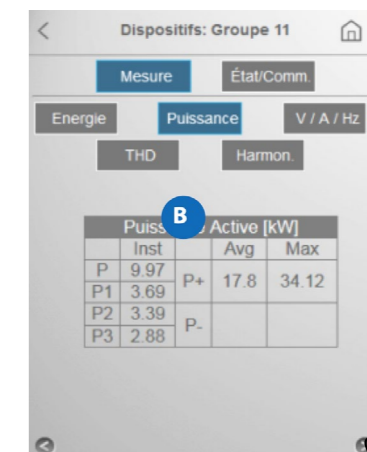 Dispositifs: Groupe 11
Mesure État/Comm.
Energie Puissance V / A / Hz
THD Harmon.
B
Active [kW]
Inst Avg Max
P 9.97 P+ 17.8 34.12
P1 3.69
P2 3.39 P-
P3 2.88